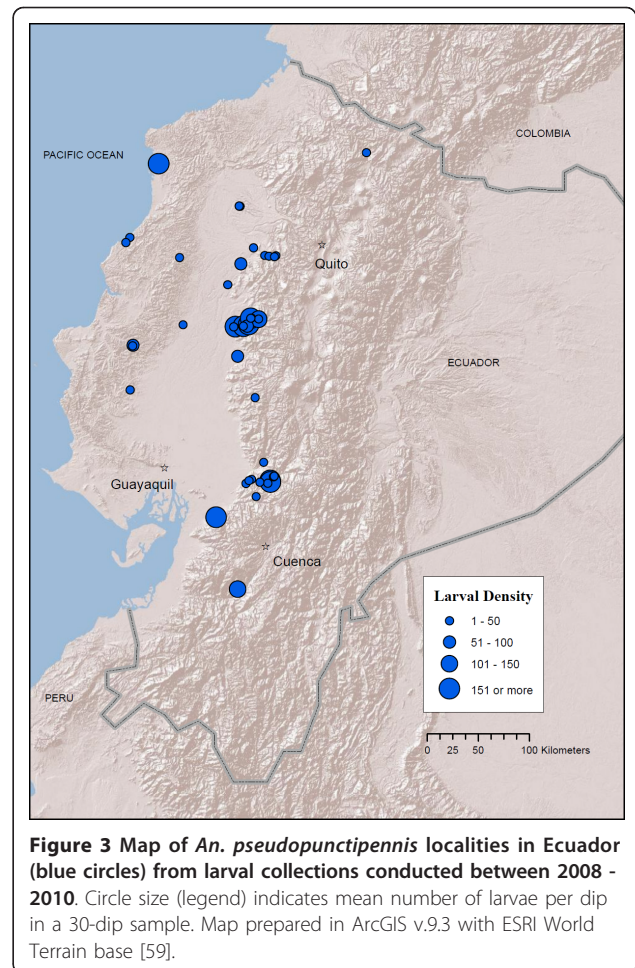 COLOMBIA
PACIFIC OCEAN
Quito
ECUADOR
Guayaquil
Cuenca
Larval Density
1 - 50
51 - 100
101 - 150
151 or more
PERU
0 25 50 100 Kilometers
Figure 3 Map of An. pseudopunctipennis localities in Ecuador
(blue circles) from larval collections conducted between 2008 -
2010. Circle size (legend) indicates mean number of larvae per dip
in a 30-dip sample. Map prepared in ArcGIS v.9.3 with ESRI World
Terrain base [59].